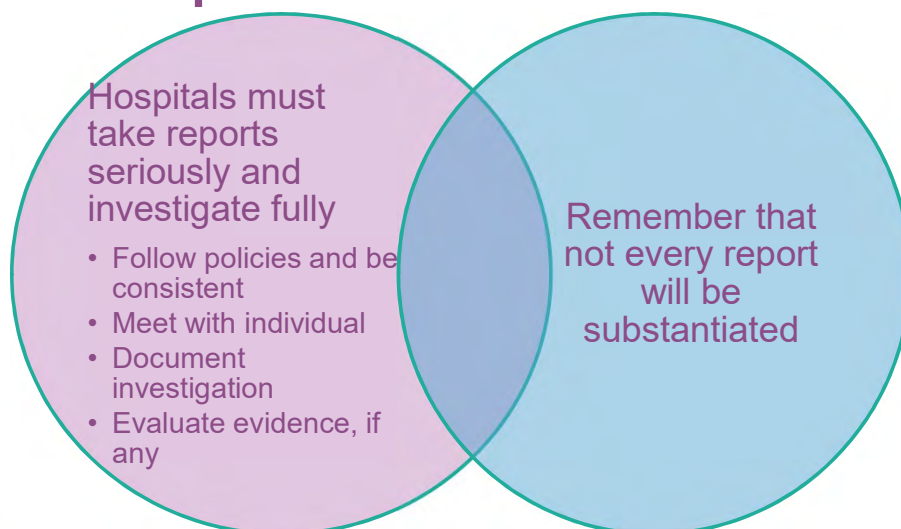 Hospitals must
take reports
seriously and
investigate fully
• Follow policies and be
consistent
• Meet with individual
• Document
investigation
• Evaluate evidence, if
any
Remember that
not every report
will be
substantiated